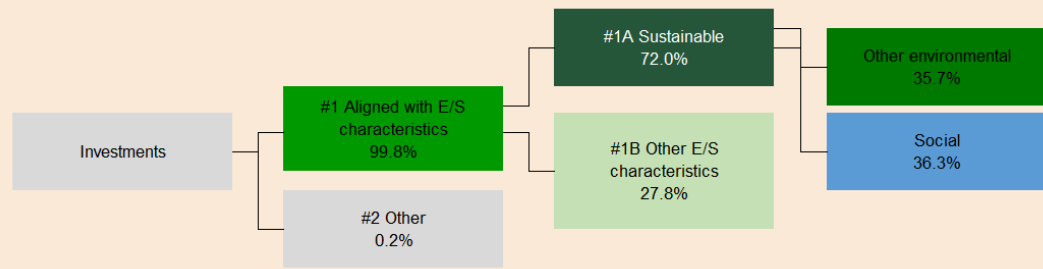 Investments
#1 Aligned with E/S
characteristics
99.8%
#2 Other
0.2%
#1A Sustainable
72.0%
#1B Other E/S
characteristics
27.8%
Other environmental
35.7%
Social
36.3%